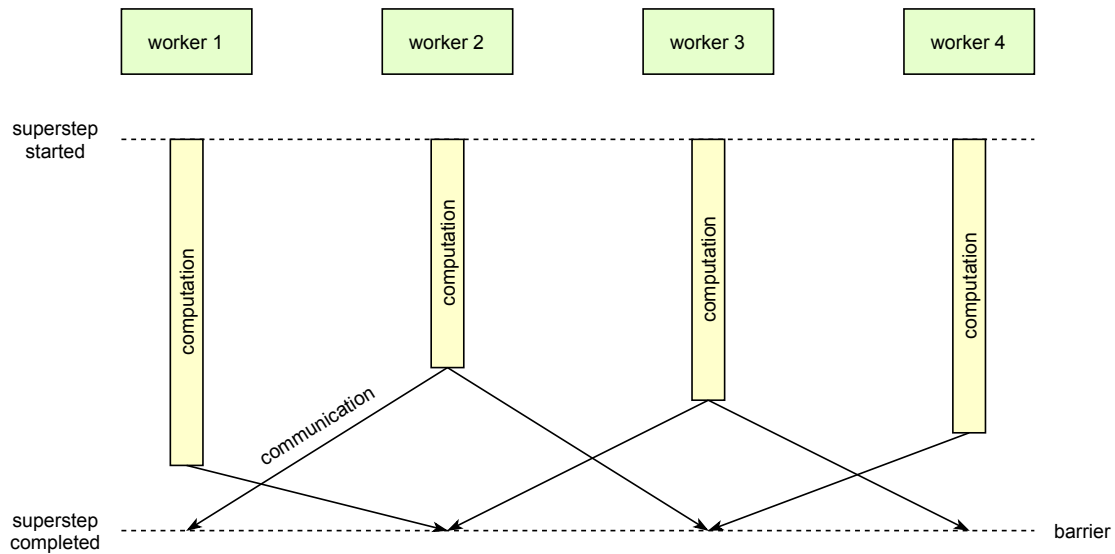 worker 1
worker 2
worker 3
worker 4
superstep
started
computation
computation
computation
computation
communication
superstep
completed
barrier